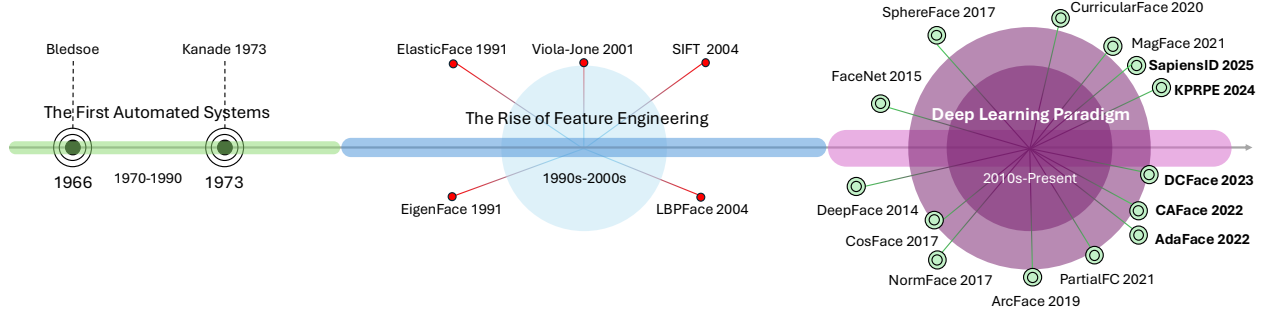 Bledsoe
Kanade 1973
The First Automated Systems
1966
1970-1990
1973
ElasticFace 1991
Viola-Jone 2001
SIFT 2004
The Rise of Feature Engineering
1990s-2000s
EigenFace 1991
LBPFace 2004
SphereFace 2017
CurricularFace 2020
MagFace 2021
SapiensID 2025
FaceNet 2015
KPRPE 2024
Deep Learning Paradigm
2010s-Present
DCFace 2023
DeepFace 2014
CAFace 2022
CosFace 2017
AdaFace 2022
NormFace 2017
PartialFC 2021
ArcFace 2019